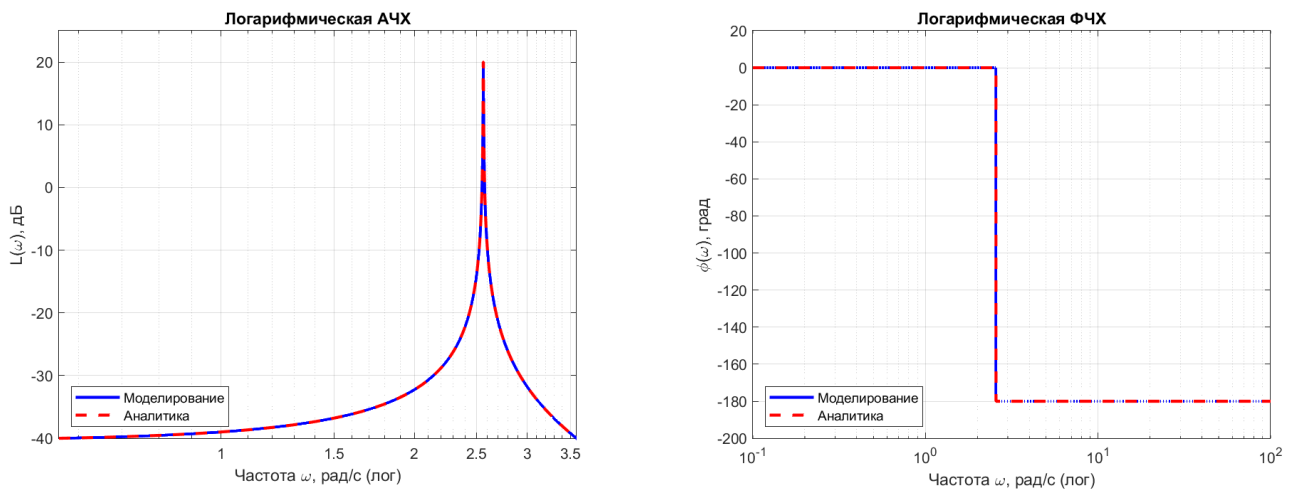 Логарифмическая АЧХ
20
10
0
-10
-20
-30
-40
L(ω), дБ
Моделирование
Аналитика
1
1.5
2
2.5
3
3.5
Частота ω, рад/с (лог)
Логарифмическая ФЧХ
20
0
-20
-40
-60
-80
-100
-120
-140
-160
-180
-200
ϕ(ω), град
Моделирование
Аналитика
10^-1
10^0
10^1
10^2
Частота ω, рад/с (лог)